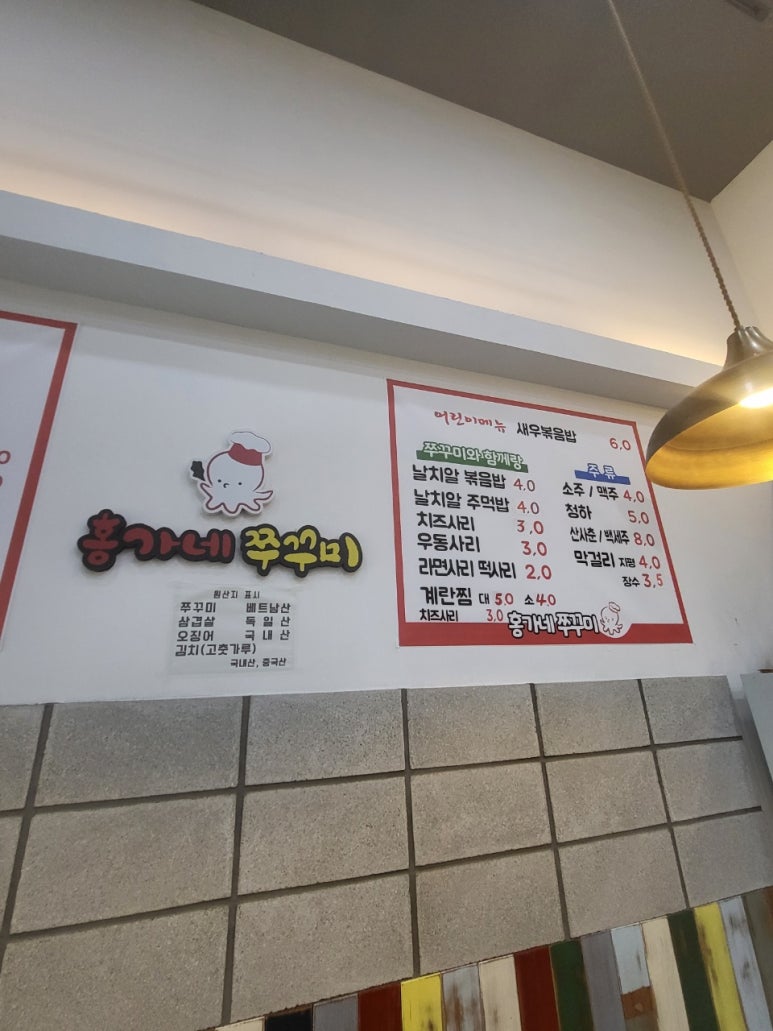 홍가네 쭈꾸미
원산지 표시
쭈꾸미 베트남산
삼겹살 독일산
오징어 국내산
김치(고춧가루)
국내산, 중국산
어린이메뉴 새우볶음밥 6.0
쭈꾸미와 함께랑
날치알 볶음밥 4.0
날치알 주먹밥 4.0
치즈사리 3.0
우동사리 3.0
라면사리 떡사리 2.0
계란찜 대 5.0 소 4.0
치즈사리 3.0
주류
소주 / 맥주 4.0
청하 5.0
산사춘 / 백세주 8.0
막걸리 지평 4.0
장수 3.5
홍가네 쭈꾸미